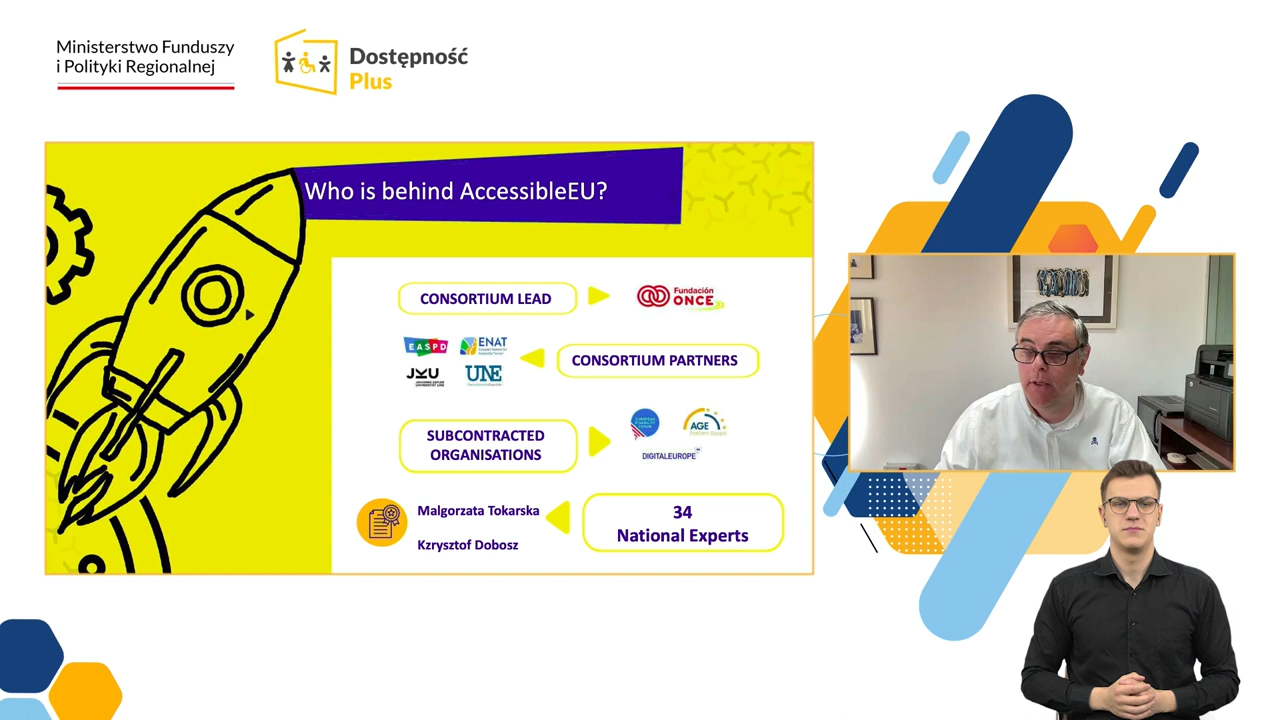 Ministerstwo Funduszy
i Polityki Regionalnej
Dostępność
Plus
Who is behind AccessibleEU?
CONSORTIUM LEAD
Fundación
ONCE
EASPD
ENAT
JKU
UNE
CONSORTIUM PARTNERS
SUBCONTRACTED
ORGANISATIONS
AGE
DIGITALEUROPE
Malgorzata Tokarska
Kzrysztof Dobosz
34
National Experts